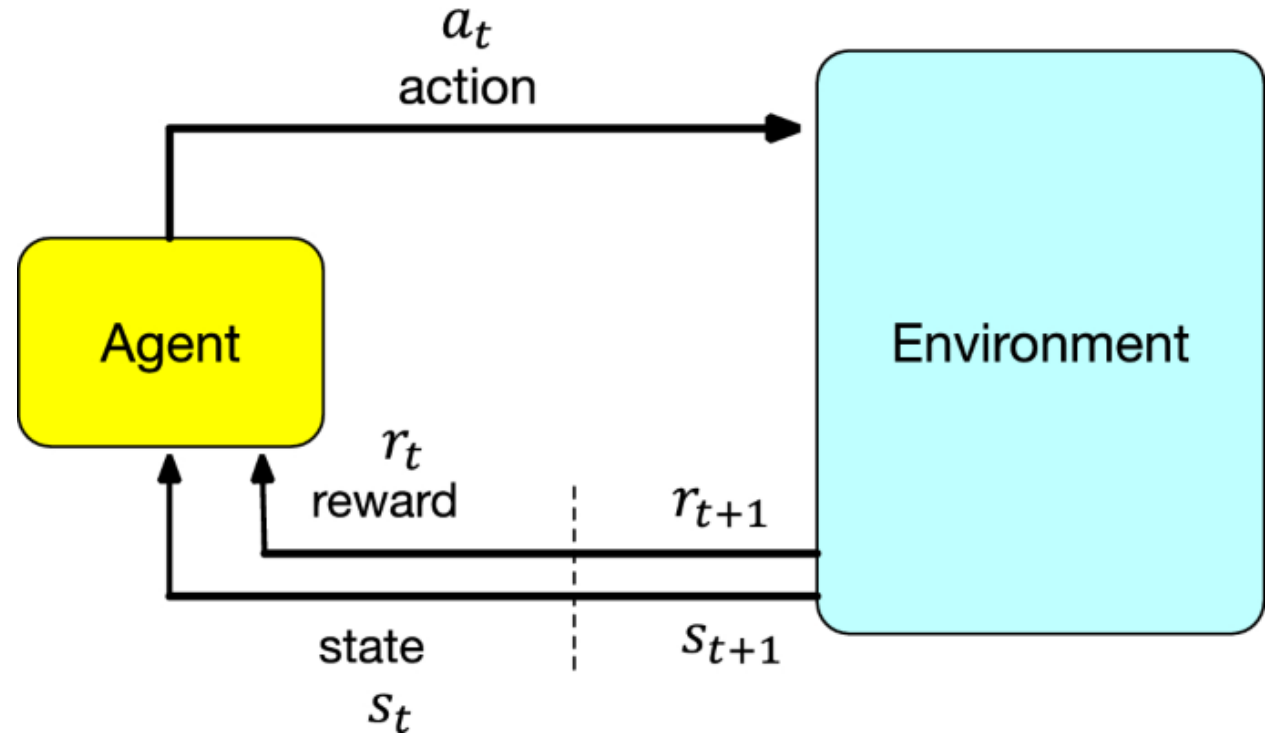 a_t
action
Agent
Environment
r_t
reward
r_{t+1}
state
s_{t+1}
s_t